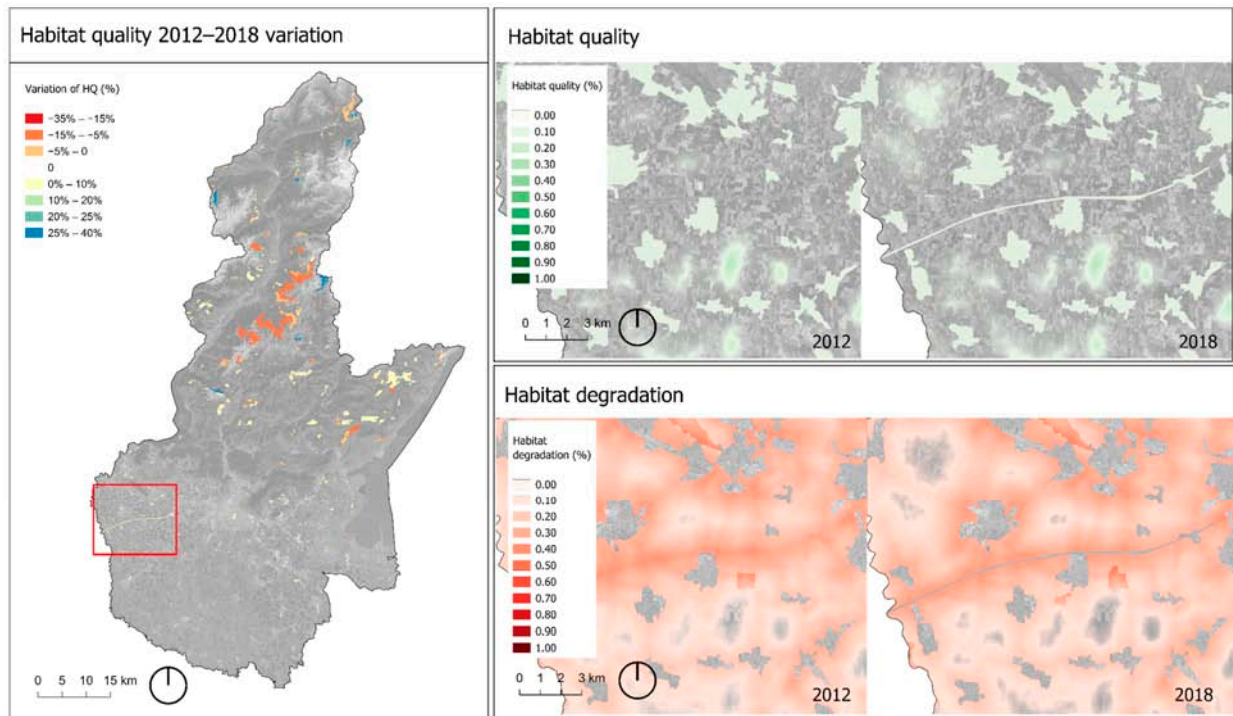 Habitat quality 2012–2018 variation
Variation of HQ (%)
−35% – −15%
−15% – −5%
−5% – 0
0
0% – 10%
10% – 20%
20% – 25%
25% – 40%
0 5 10 15 km
Habitat quality
Habitat quality (%)
0.00
0.10
0.20
0.30
0.40
0.50
0.60
0.70
0.80
0.90
1.00
0 1 2 3 km
2012
2018
Habitat degradation
Habitat
degradation (%)
0.00
0.10
0.20
0.30
0.40
0.50
0.60
0.70
0.80
0.90
1.00
0 1 2 3 km
2012
2018